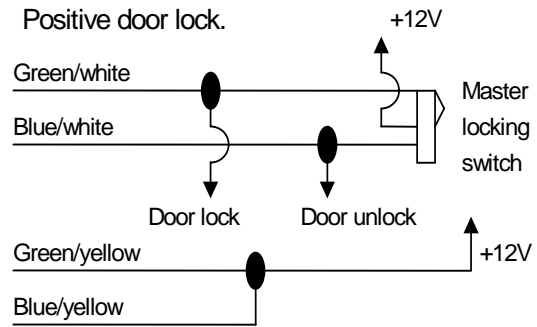 Positive door lock.
+12V
Green/white
Master
locking
switch
Blue/white
Door lock
Door unlock
Green/yellow
+12V
Blue/yellow